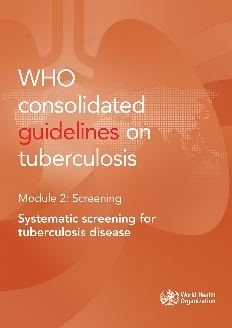 WHO
consolidated
guidelines on
tuberculosis
Module 2: Screening
Systematic screening for
tuberculosis disease
World Health
Organization